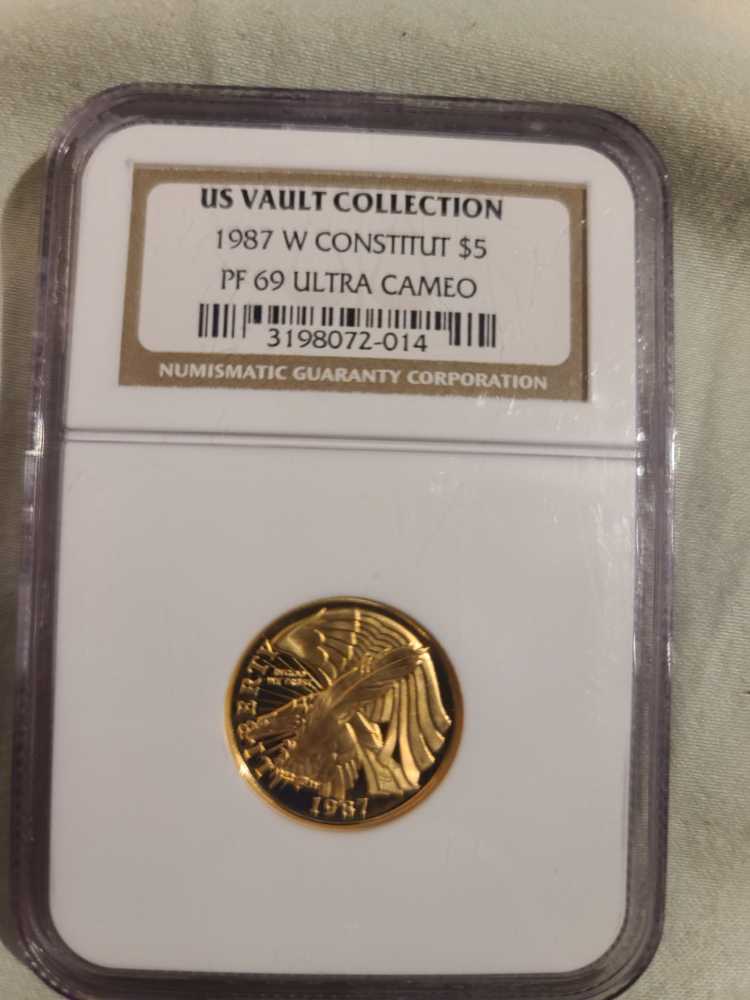 US VAULT COLLECTION
1987 W CONSTITUT $5
PF 69 ULTRA CAMEO
3198072-014
NUMISMATIC GUARANTY CORPORATION
LIBERTY
1987